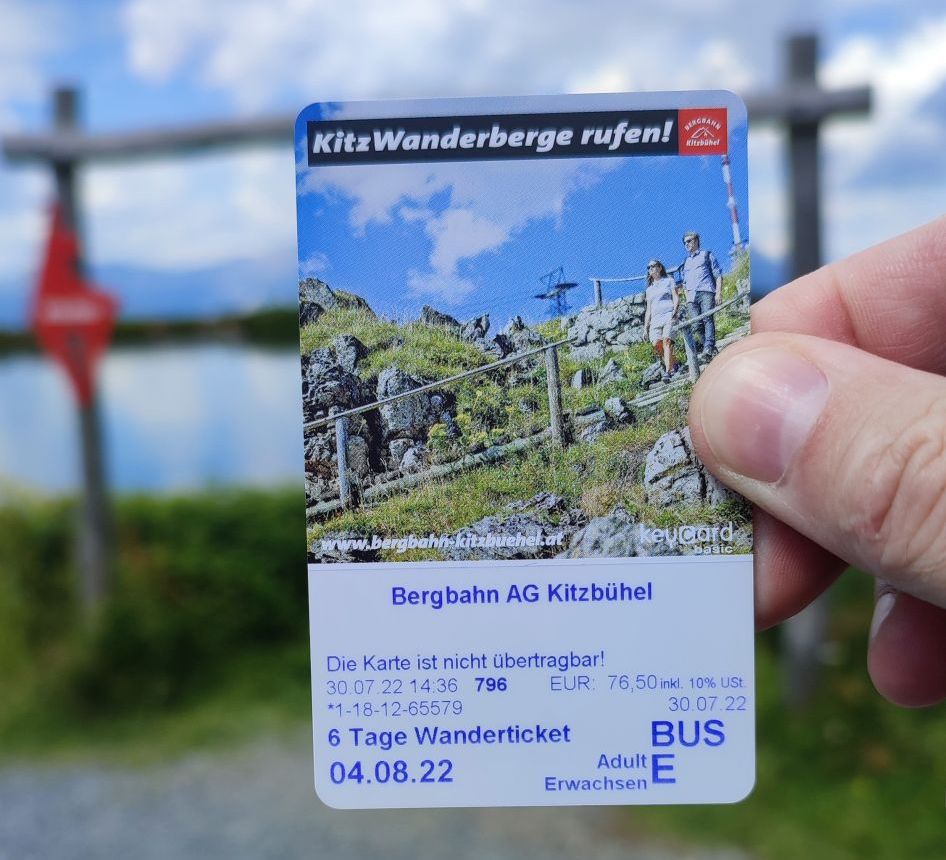 KitzWanderberge rufen!
BERGBAHN
Kitzbühel
www.bergbahn-kitzbuehel.at
keycard
basic
Bergbahn AG Kitzbühel
Die Karte ist nicht übertragbar!
30.07.22 14:36 796 EUR: 76,50 inkl. 10% USt.
*1-18-12-65579 30.07.22
6 Tage Wanderticket BUS
04.08.22 Adult E
Erwachsen